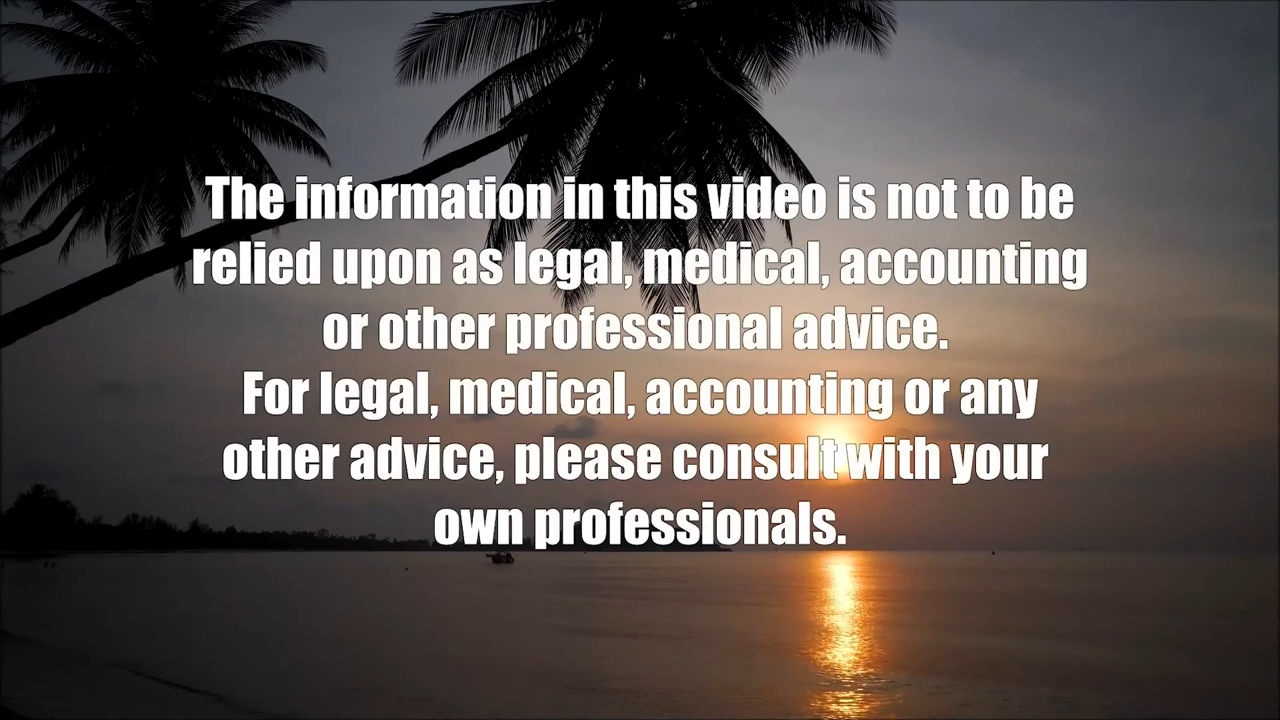 The information in this video is not to be
relied upon as legal, medical, accounting
or other professional advice.
For legal, medical, accounting or any
other advice, please consult with your
own professionals.